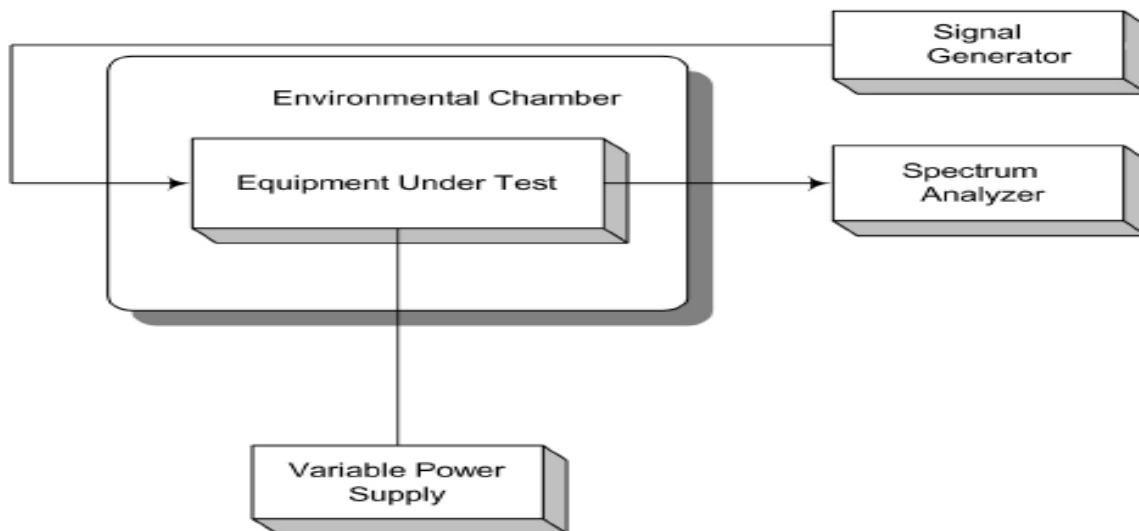 Signal
Generator
Environmental Chamber
Equipment Under Test
Spectrum
Analyzer
Variable Power
Supply